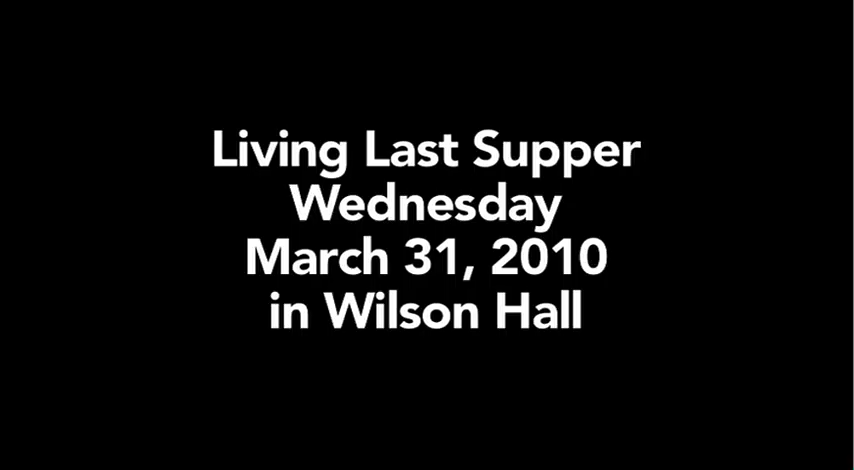 Living Last Supper
Wednesday
March 31, 2010
in Wilson Hall